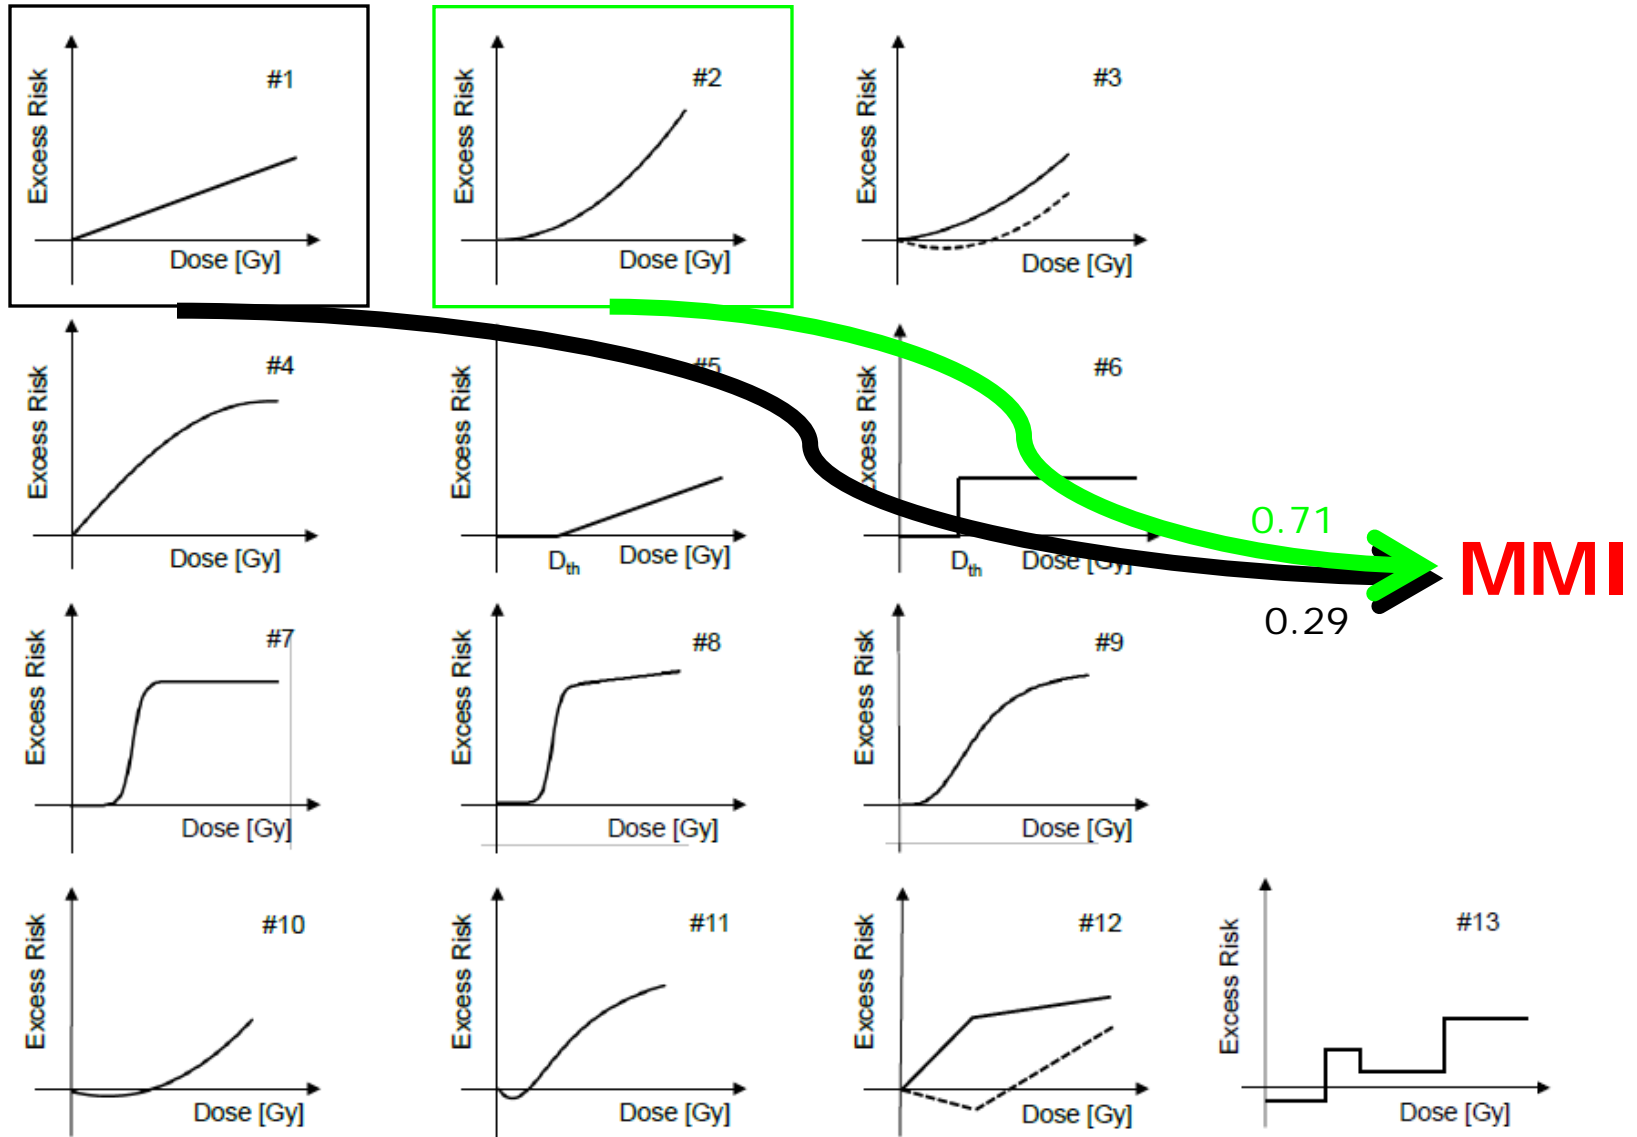 #1
Excess Risk
Dose [Gy]
#2
Excess Risk
Dose [Gy]
#3
Excess Risk
Dose [Gy]
#4
Excess Risk
Dose [Gy]
#5
Excess Risk
Dth
Dose [Gy]
#6
Excess Risk
Dth
Dose [Gy]
0.71
MMI
0.29
#7
Excess Risk
Dose [Gy]
#8
Excess Risk
Dose [Gy]
#9
Excess Risk
Dose [Gy]
#10
Excess Risk
Dose [Gy]
#11
Excess Risk
Dose [Gy]
#12
Excess Risk
Dose [Gy]
#13
Excess Risk
Dose [Gy]